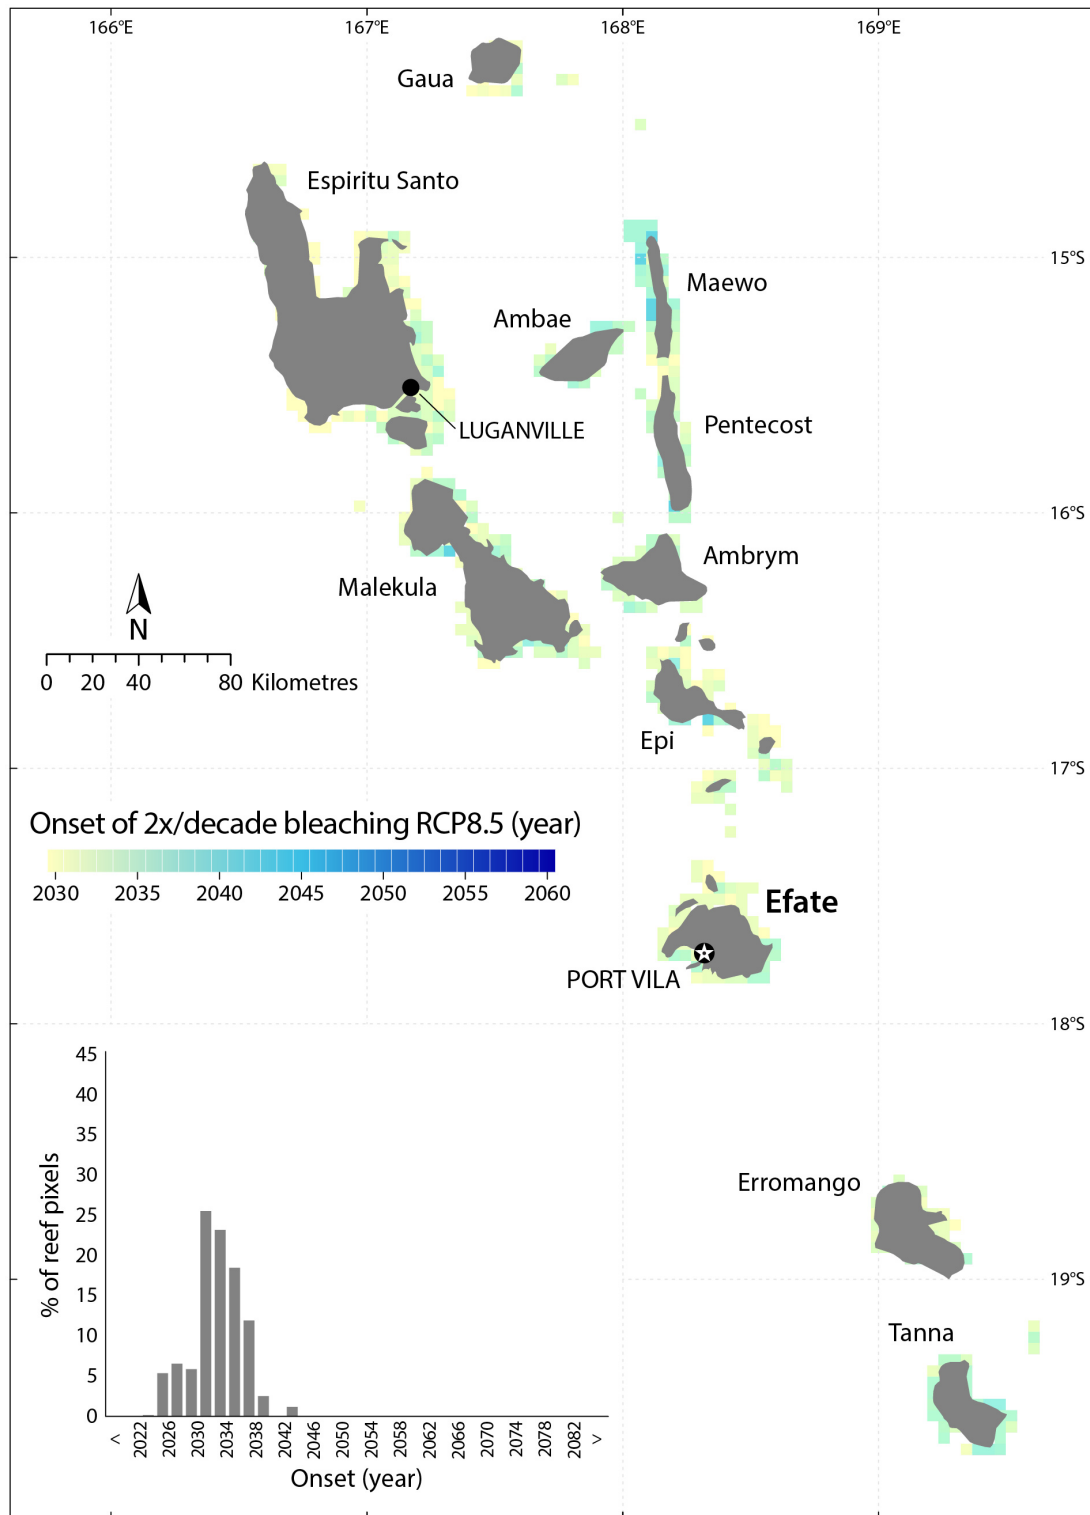 166°E 167°E 168°E 169°E
Gaua
Espiritu Santo
15°S
Maewo
Ambae
Pentecost
LUGANVILLE
16°S
Ambrym
Malekula
N
0 20 40 80 Kilometres
Epi
17°S
Onset of 2x/decade bleaching RCP8.5 (year)
2030 2035 2040 2045 2050 2055 2060
Efate
PORT VILA
18°S
45
40
35
30
25
20
15
10
5
0
% of reef pixels
< 2022 2026 2030 2034 2038 2042 2046 2050 2054 2058 2062 2066 2070 2074 2078 2082 >
Onset (year)
Erromango
19°S
Tanna